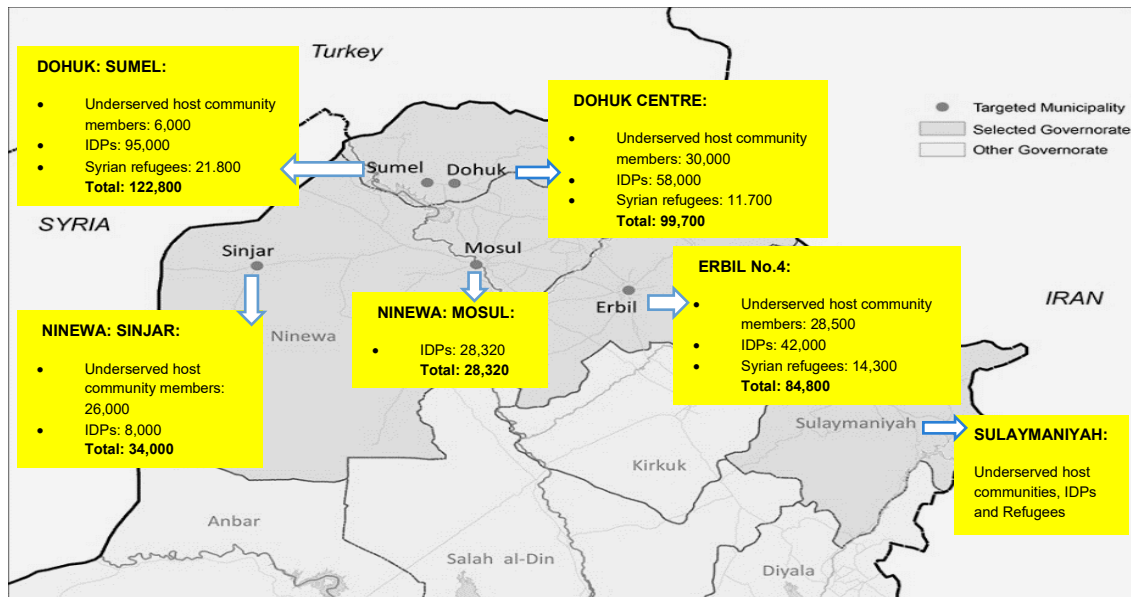 Turkey
DOHUK: SUMEL:
• Underserved host community
members: 6,000
• IDPs: 95,000
• Syrian refugees: 21.800
Total: 122,800
DOHUK CENTRE:
• Underserved host community
members: 30,000
• IDPs: 58,000
• Syrian refugees: 11.700
Total: 99,700
Targeted Municipality
Selected Governorate
Other Governorate
Sumel
Dohuk
SYRIA
Sinjar
Mosul
Erbil
ERBIL No.4:
• Underserved host community
members: 28,500
• IDPs: 42,000
• Syrian refugees: 14,300
Total: 84,800
IRAN
NINEWA: SINJAR:
• Underserved host
community members:
26,000
• IDPs: 8,000
Total: 34,000
Ninewa
NINEWA: MOSUL:
• IDPs: 28,320
Total: 28,320
Sulaymaniyah
SULAYMANIYAH:
Underserved host
communities, IDPs
and Refugees
Kirkuk
Anbar
Salah al-Din
Diyala